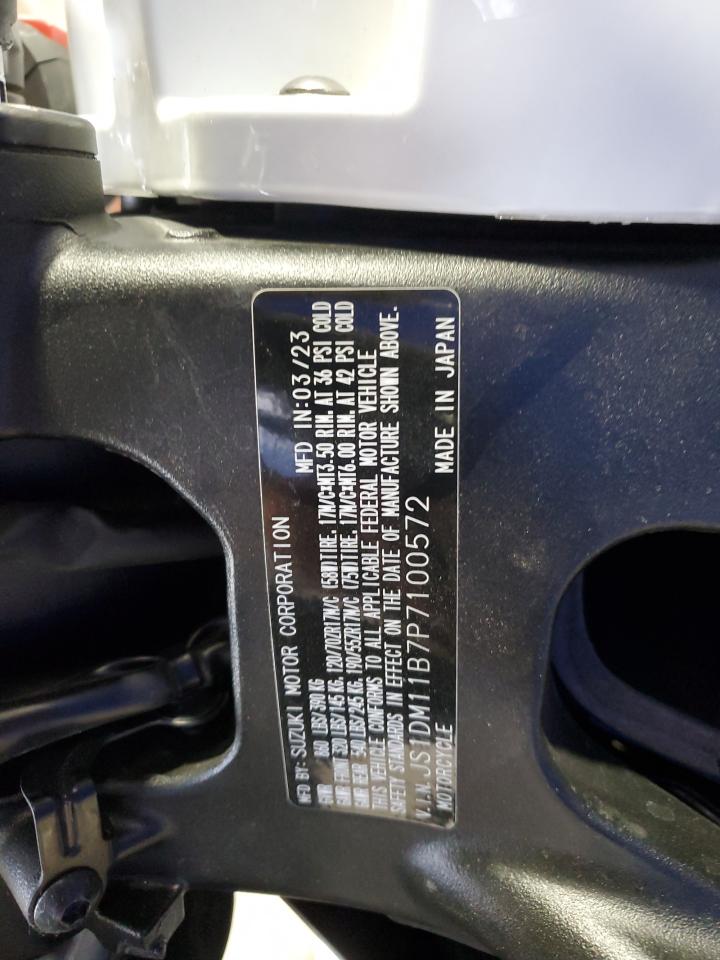 MFD BY: SUZUKI MOTOR CORPORATION MFD IN:03/23
GVWR 860 LBS/390 KG
GAWR FRONT 320 LBS/145 KG, 120/70ZR17M/C (58W)TIRE, 17M/C×MT3.50 RIM, AT 36 PSI COLD
GAWR REAR 540 LBS/245 KG, 190/55ZR17M/C (75W)TIRE, 17M/C×MT6.00 RIM, AT 42 PSI COLD
THIS VEHICLE CONFORMS TO ALL APPLICABLE FEDERAL MOTOR VEHICLE
SAFETY STANDARDS IN EFFECT ON THE DATE OF MANUFACTURE SHOWN ABOVE.
V.I.N. JS1DM11B7P7100572
MOTORCYCLE MADE IN JAPAN